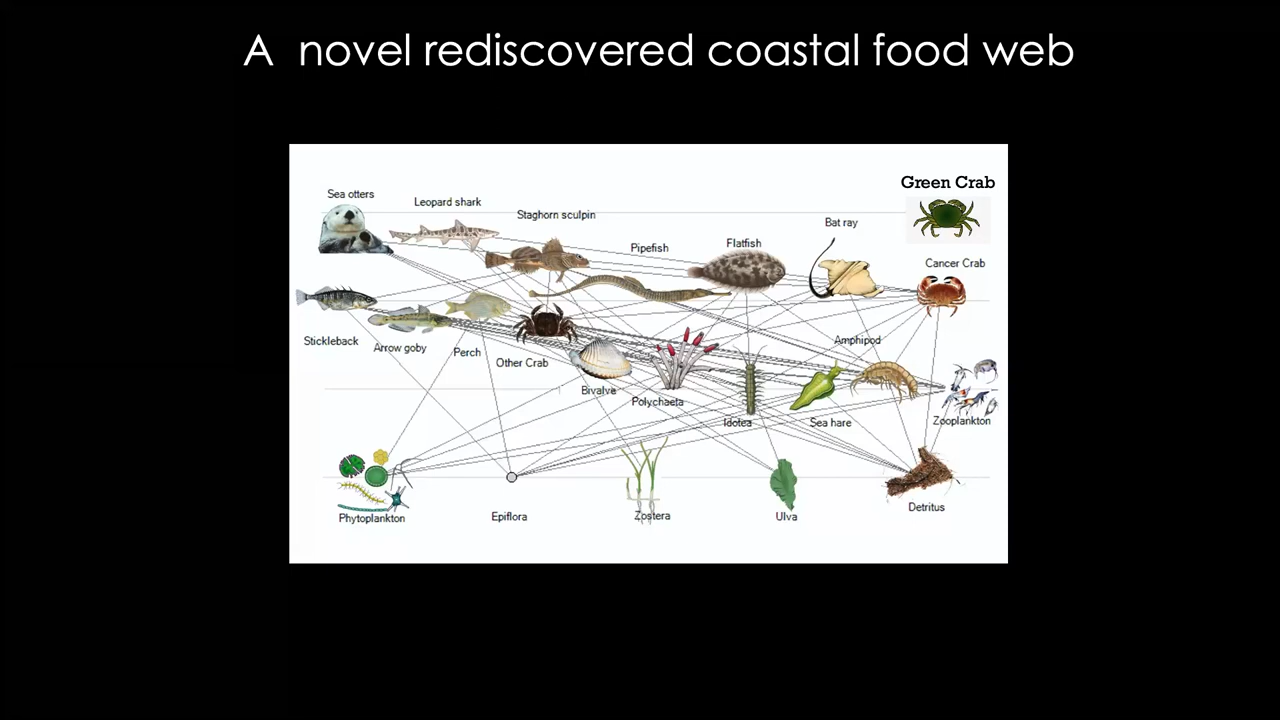 A novel rediscovered coastal food web
Green Crab
Sea otters
Leopard shark
Staghorn sculpin
Bat ray
Pipefish
Flatfish
Cancer Crab
Stickleback
Arrow goby
Perch
Other Crab
Amphipod
Bivalve
Polychaeta
Idotea
Sea hare
Zooplankton
Phytoplankton
Epiflora
Zostera
Ulva
Detritus